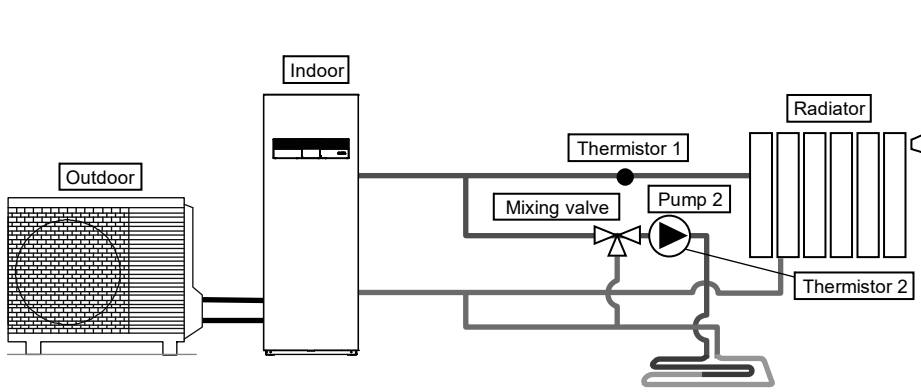 Indoor
Radiator
Thermistor 1
Outdoor
Pump 2
Mixing valve
Thermistor 2